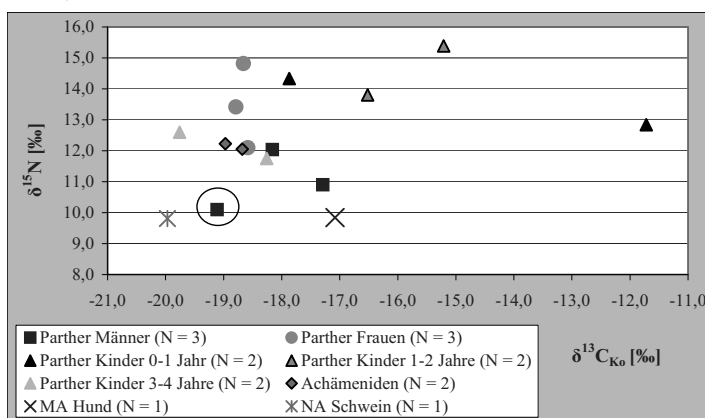 16,0
15,0
14,0
13,0
12,0
11,0
10,0
9,0
8,0
δ15N [‰]
-21,0 -19,0 -18,0 -17,0 -16,0 -15,0 -14,0 -13,0 -12,0 -11,0
Parther Männer (N = 3) Parther Frauen (N = 3)
Parther Kinder 0-1 Jahr (N = 2) Parther Kinder 1-2 Jahre (N = 2)
Parther Kinder 3-4 Jahre (N = 2) Achämeniden (N = 2)
MA Hund (N = 1) NA Schwein (N = 1)
δ13CKo [‰]